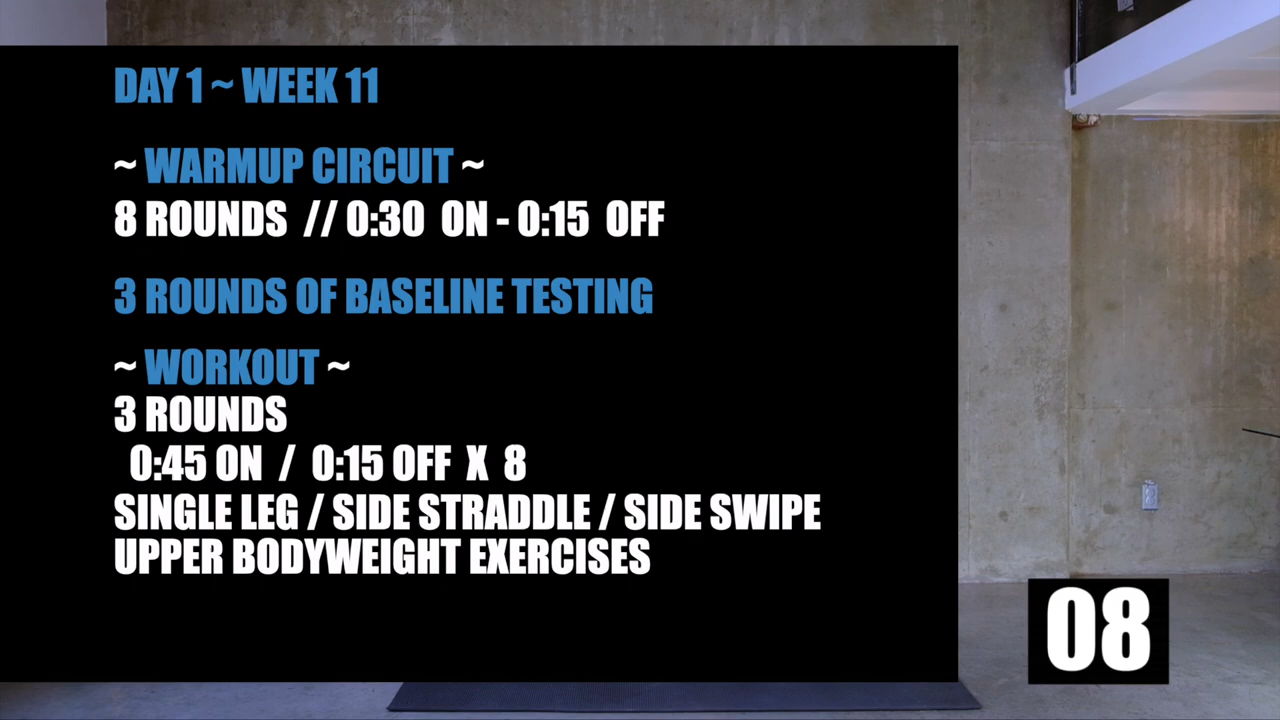 DAY 1 ~ WEEK 11
~ WARMUP CIRCUIT ~
8 ROUNDS // 0:30 ON - 0:15 OFF
3 ROUNDS OF BASELINE TESTING
~ WORKOUT ~
3 ROUNDS
0:45 ON / 0:15 OFF X 8
SINGLE LEG / SIDE STRADDLE / SIDE SWIPE
UPPER BODYWEIGHT EXERCISES
08